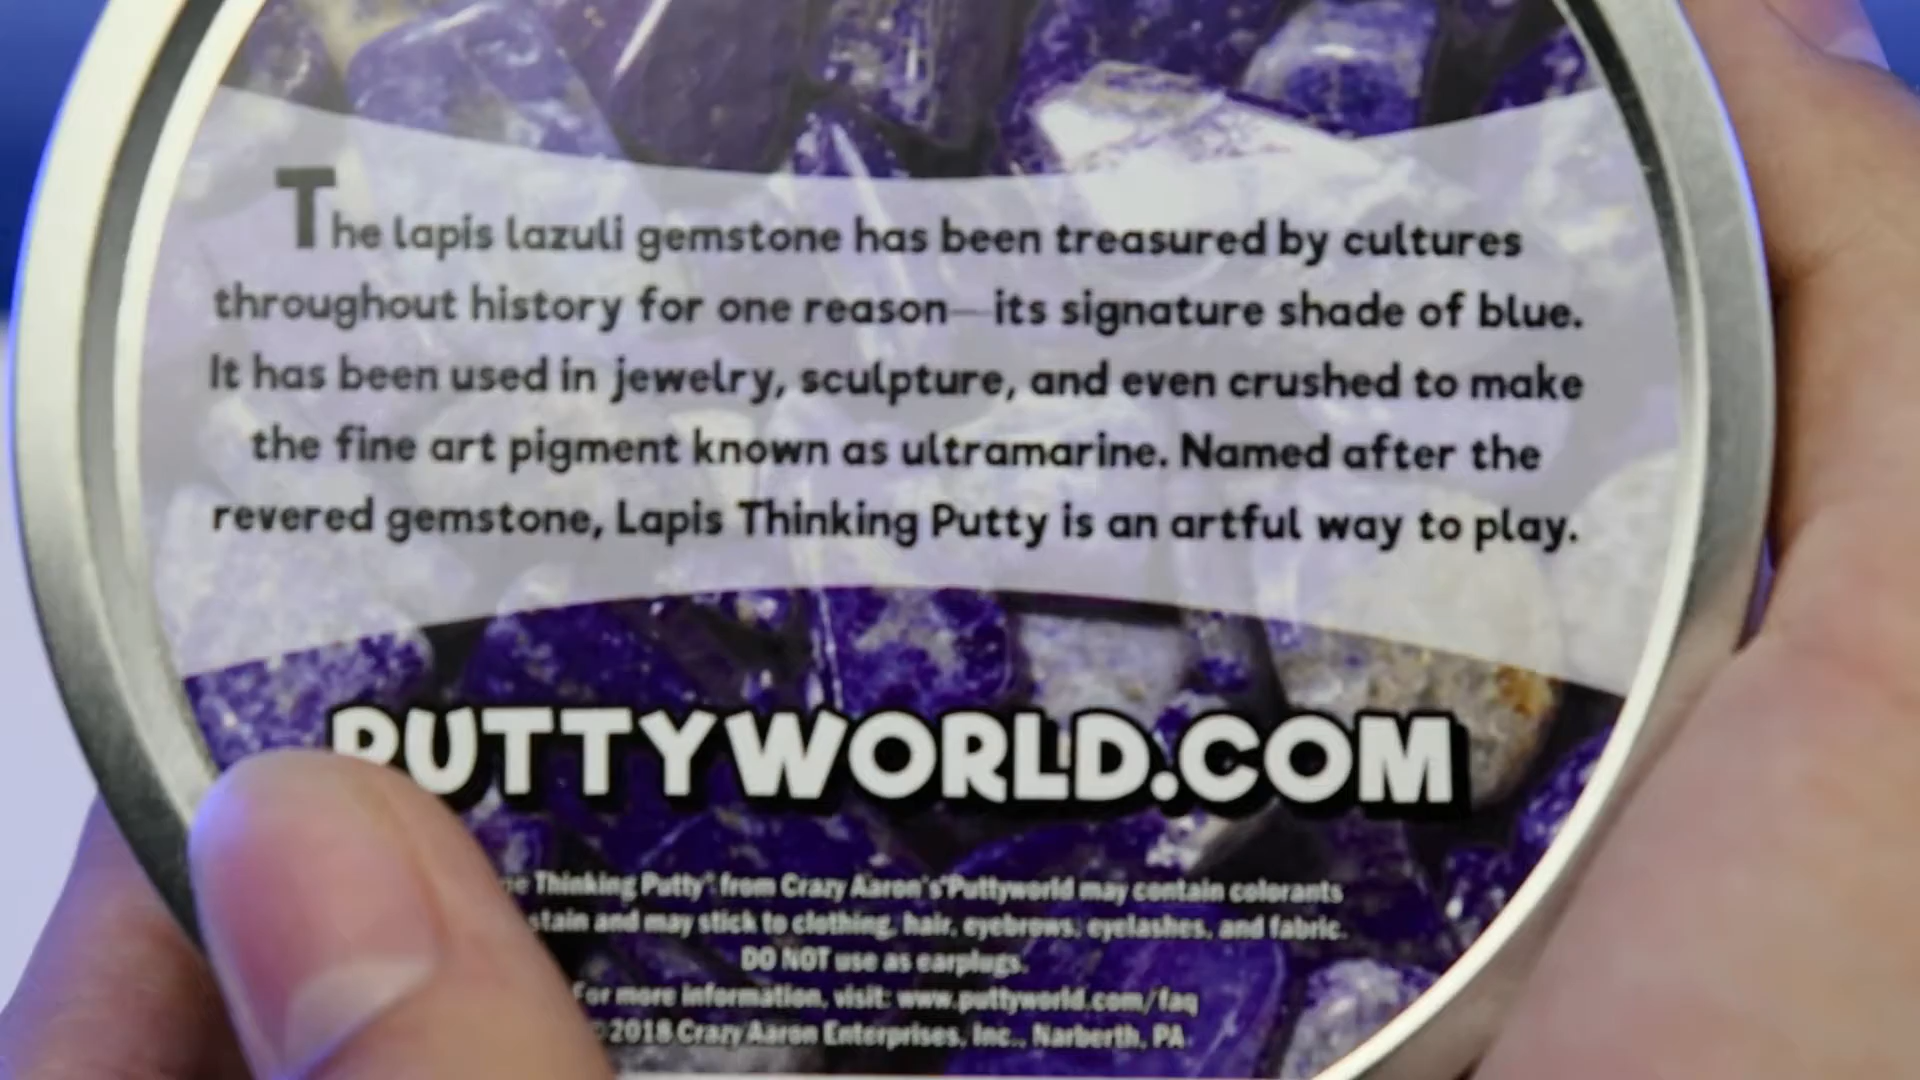 The lapis lazuli gemstone has been treasured by cultures
throughout history for one reason—its signature shade of blue.
It has been used in jewelry, sculpture, and even crushed to make
the fine art pigment known as ultramarine. Named after the
revered gemstone, Lapis Thinking Putty is an artful way to play.
PUTTYWORLD.COM
Thinking Putty® from Crazy Aaron's® Puttyworld may contain colorants
stain and may stick to clothing, hair, eyebrows, eyelashes, and fabric.
DO NOT use as earplugs.
For more information, visit: www.puttyworld.com/faq
©2018 Crazy Aaron Enterprises, Inc., Narberth, PA